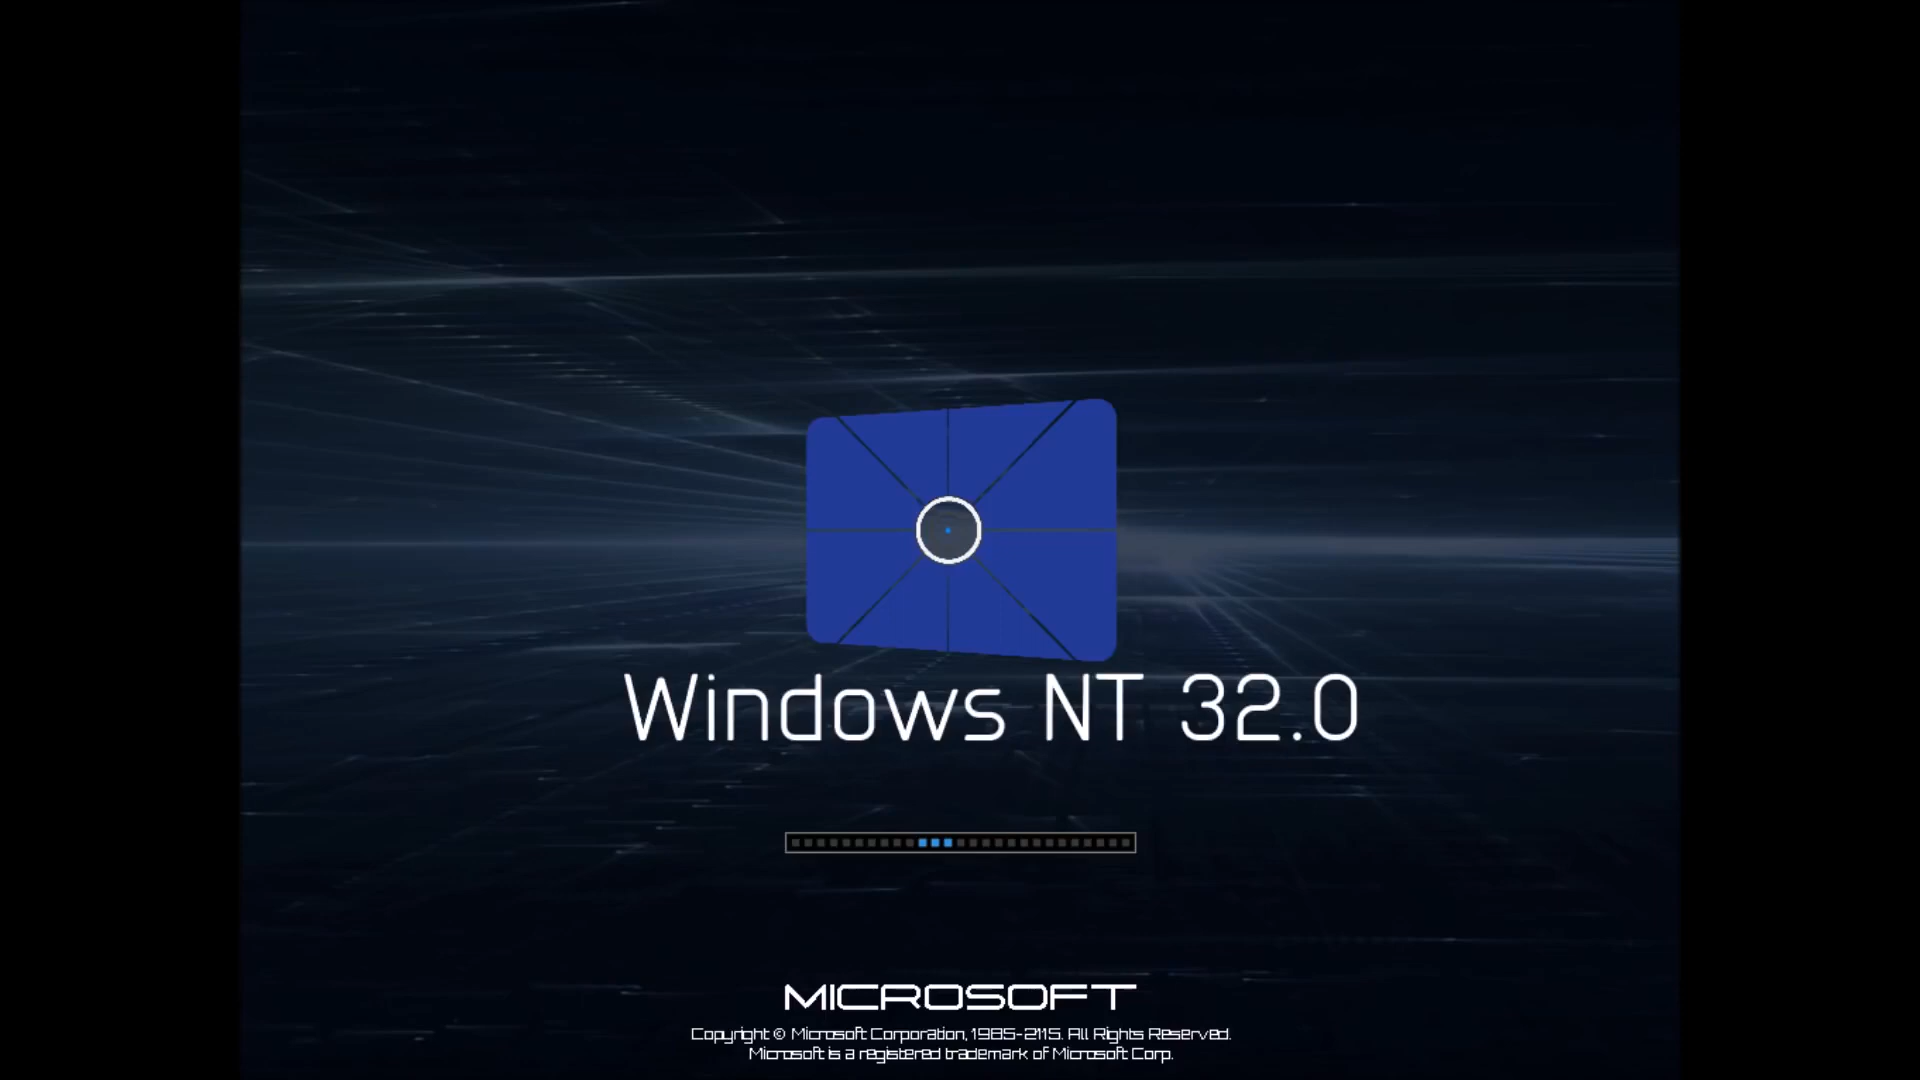 Windows NT 32.0
MICROSOFT
Copyright © Microsoft Corporation, 1985-2115. All Rights Reserved.
Microsoft is a registered trademark of Microsoft Corp.